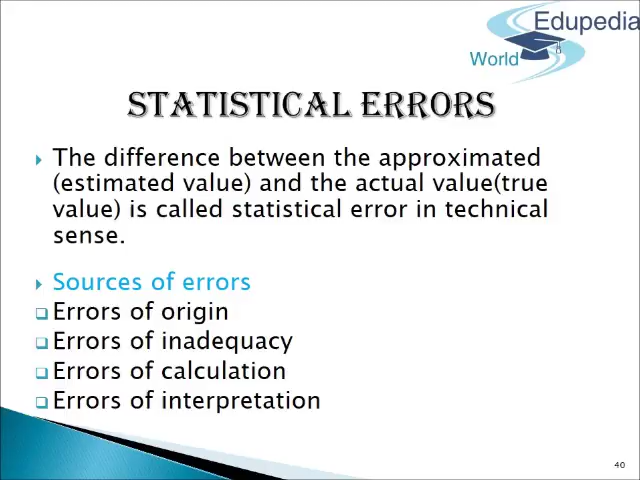 Edupedia
World
STATISTICAL ERRORS
The difference between the approximated
(estimated value) and the actual value(true
value) is called statistical error in technical
sense.
Sources of errors
Errors of origin
Errors of inadequacy
Errors of calculation
Errors of interpretation
40